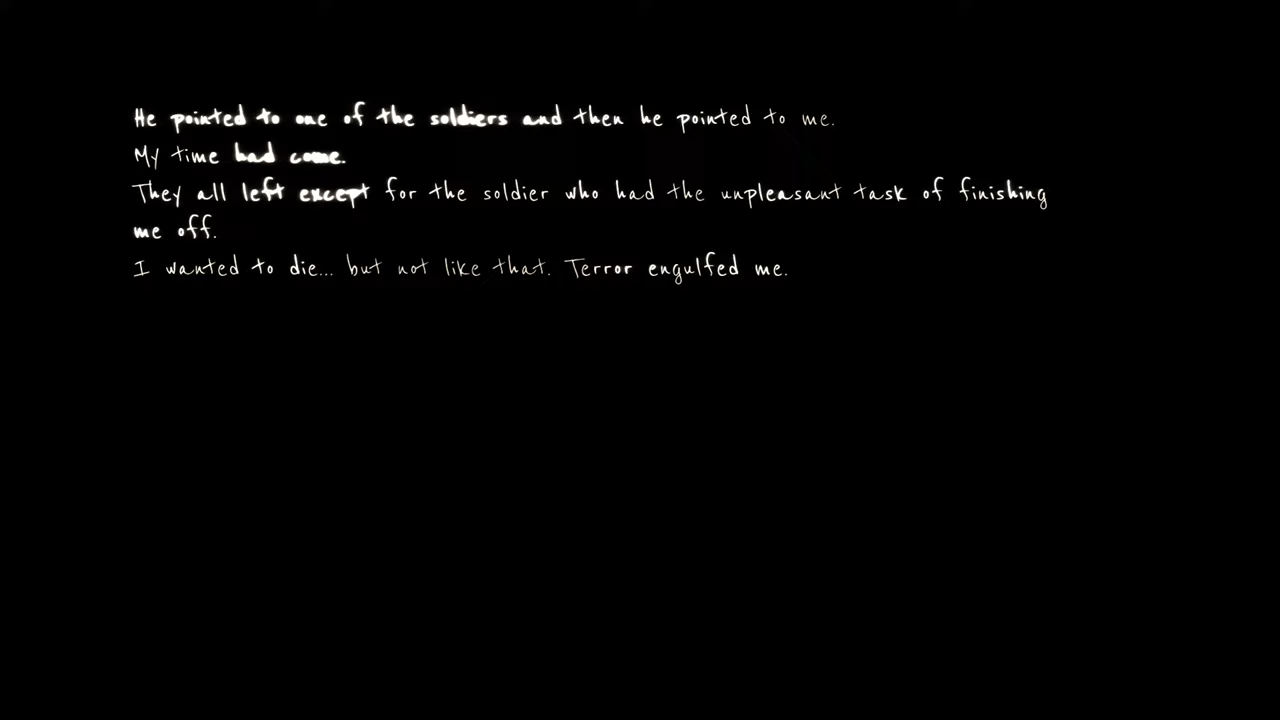 He pointed to one of the soldiers and then he pointed to me.
My time had come.
They all left except for the soldier who had the unpleasant task of finishing
me off.
I wanted to die... but not like that. Terror engulfed me.